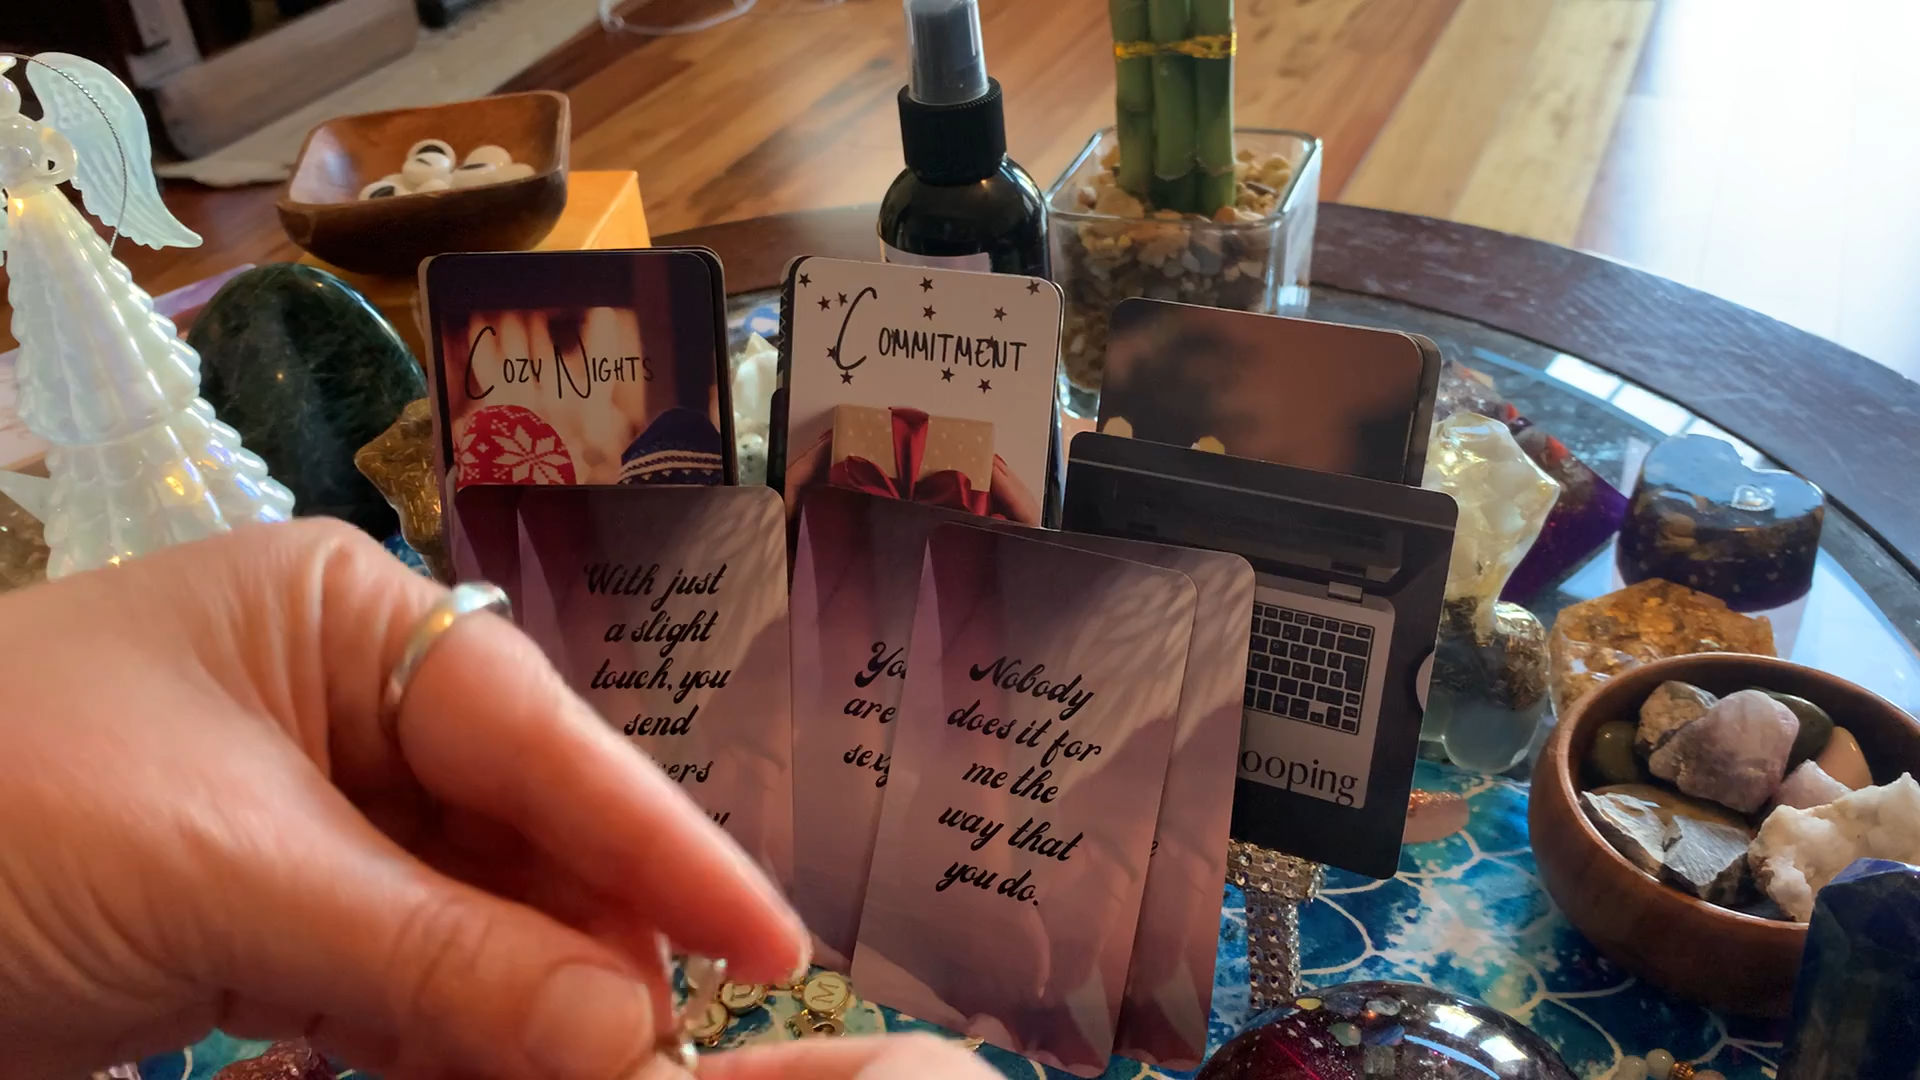 COZY NIGHTS
COMMITMENT
With just
a slight
touch, you
send
are
Nobody
does it for
me the
way that
you do.
M